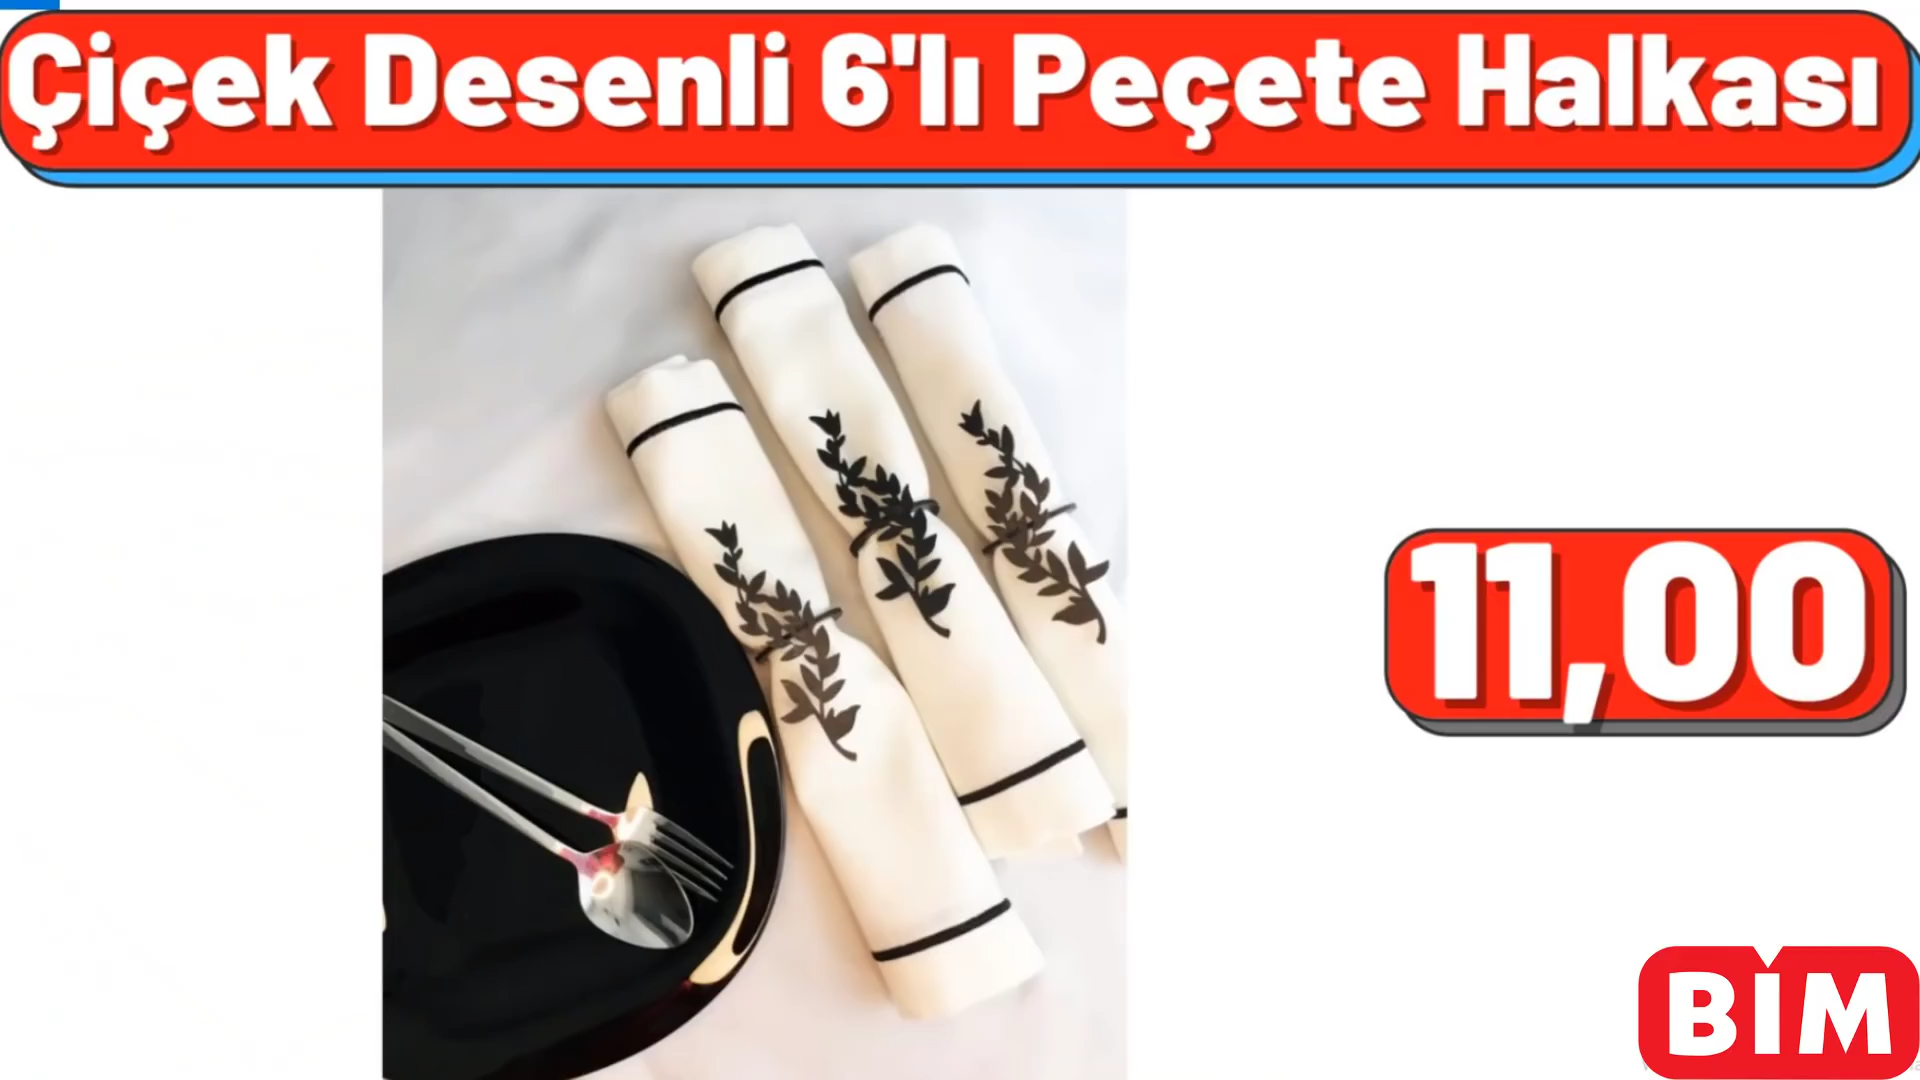 Çiçek Desenli 6'lı Peçete Halkası
11,00
BİM